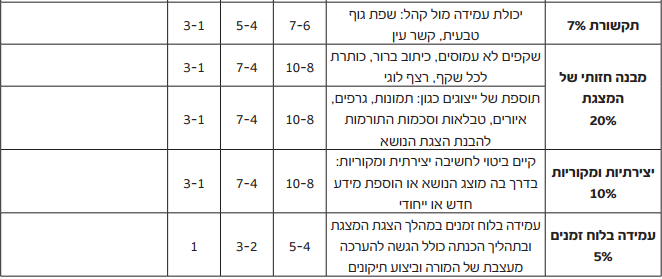 תקשורת 7%
יכולת עמידה מול קהל: שפת גוף
טבעית, קשר עין
7-6
5-4
3-1
מבנה חזותי של
המצגת
20%
שקפים לא עמוסים, כיתוב ברור, כותרת
לכל שקף, רצף לוגי
10-8
7-4
3-1
תוספת של ייצוגים כגון: תמונות, גרפים,
איורים, טבלאות וסכמות התורמות
להבנת הצגת הנושא
10-8
7-4
3-1
יצירתיות ומקוריות
10%
קיים ביטוי לחשיבה יצירתית ומקוריות:
בדרך בה מוצג הנושא או הוספת מידע
חדש או ייחודי
10-8
7-4
3-1
עמידה בלוח זמנים
5%
עמידה בלוח זמנים במהלך הצגת המצגת
ובתהליך הכנתה כולל הגשה להערכה
מעצבת של המורה וביצוע תיקונים
5-4
3-2
1